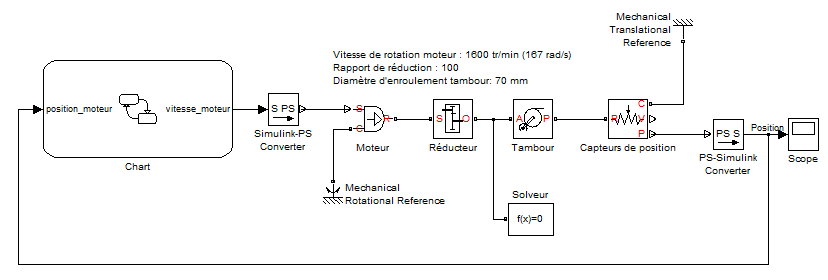 Mechanical
Translational
Reference
Vitesse de rotation moteur : 1600 tr/min (167 rad/s)
Rapport de réduction : 100
Diamètre d'enroulement tambour: 70 mm
position_moteur
vitesse_moteur
Chart
S PS
Simulink-PS
Converter
S
C
R
Moteur
S
O
Réducteur
A
P
Tambour
R
C
V
P
Capteurs de position
PS S
PS-Simulink
Converter
Position
Scope
Mechanical
Rotational Reference
Solveur
f(x)=0